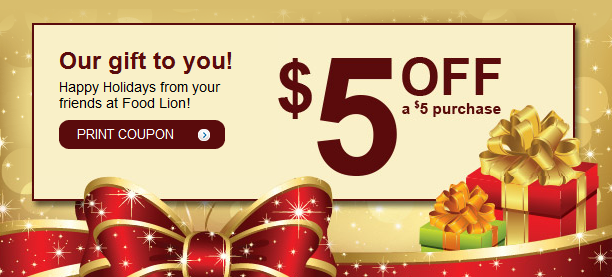 Our gift to you!
Happy Holidays from your
friends at Food Lion!
PRINT COUPON
$5 OFF
a $5 purchase